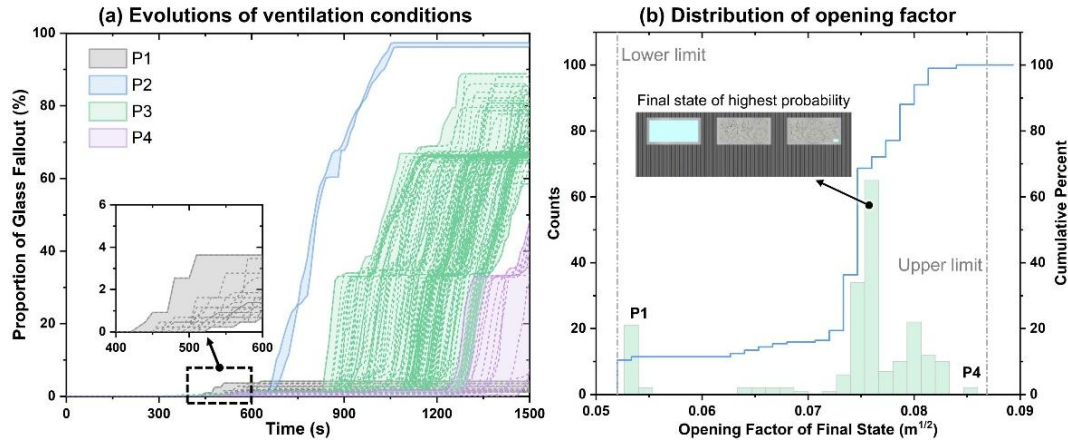 (a) Evolutions of ventilation conditions
Proportion of Glass Fallout (%)
100
80
60
40
20
0
P1
P2
P3
P4
6
4
2
0
400
500
600
0
300
600
900
1200
1500
Time (s)
(b) Distribution of opening factor
Counts
100
80
60
40
20
0
Lower limit
Final state of highest probability
Upper limit
P1
P4
100
80
60
40
20
0
Cumulative Percent
0.05
0.06
0.07
0.08
0.09
Opening Factor of Final State (m1/2)